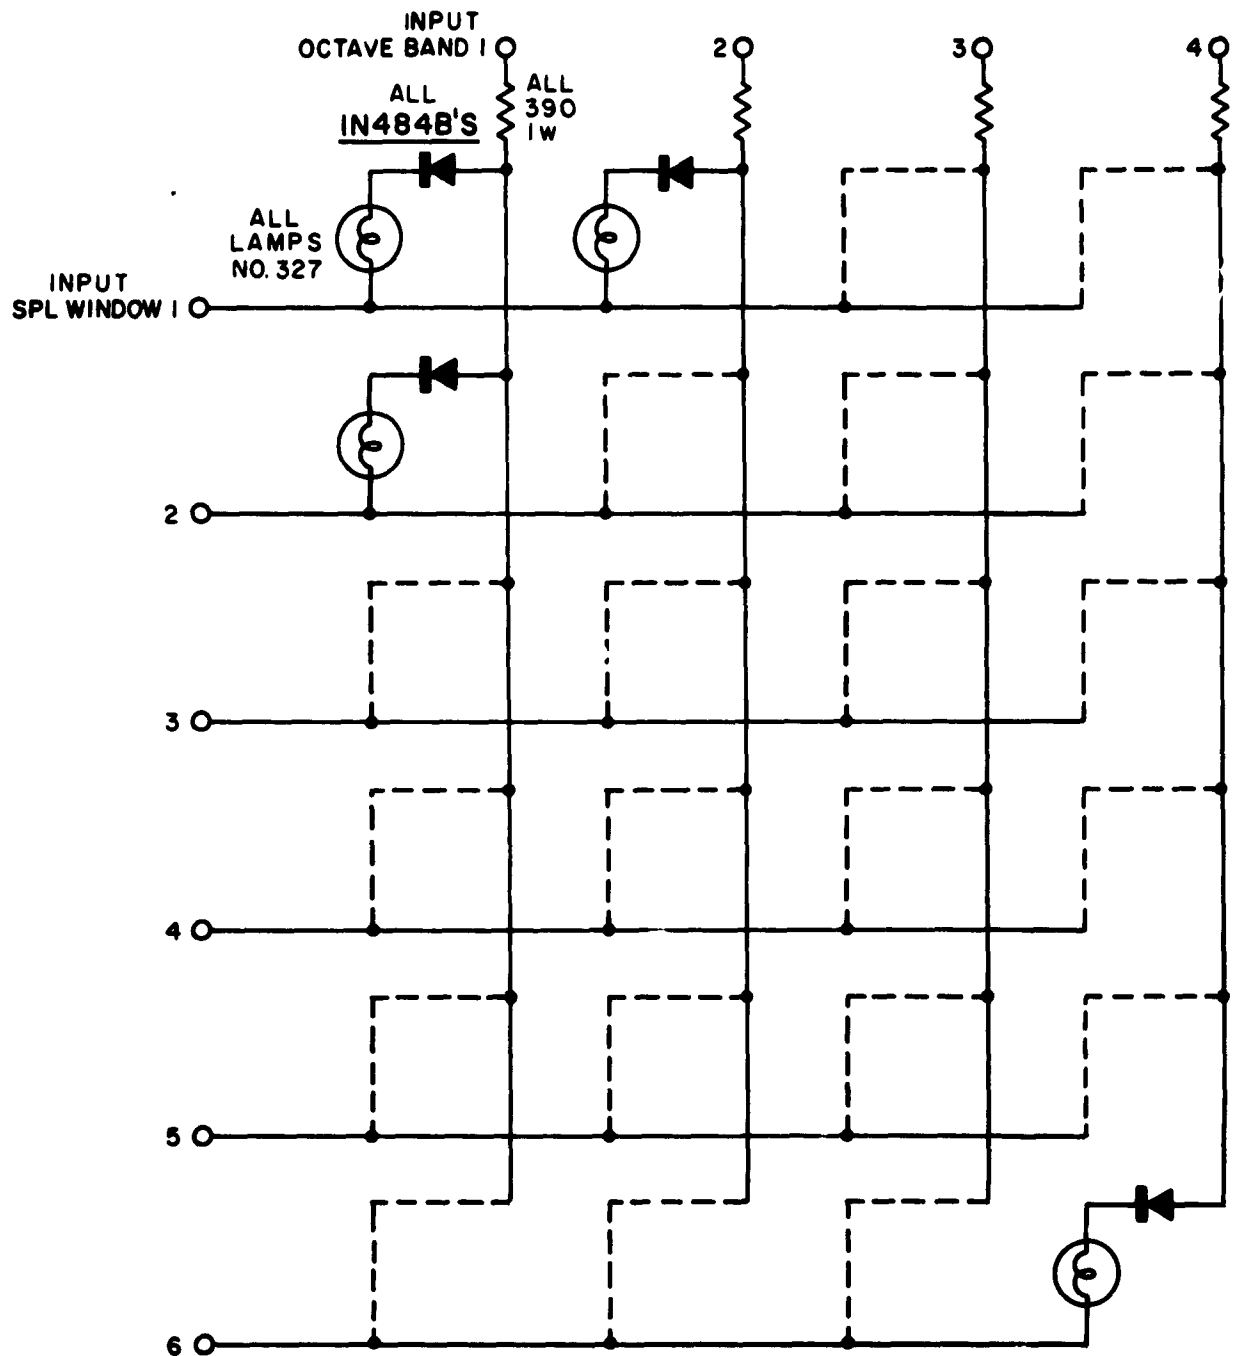 INPUT
OCTAVE BAND 1
2
3
4
ALL
IN484B'S
ALL
390
1W
ALL
LAMPS
NO. 327
INPUT
SPL WINDOW 1
2
3
4
5
6